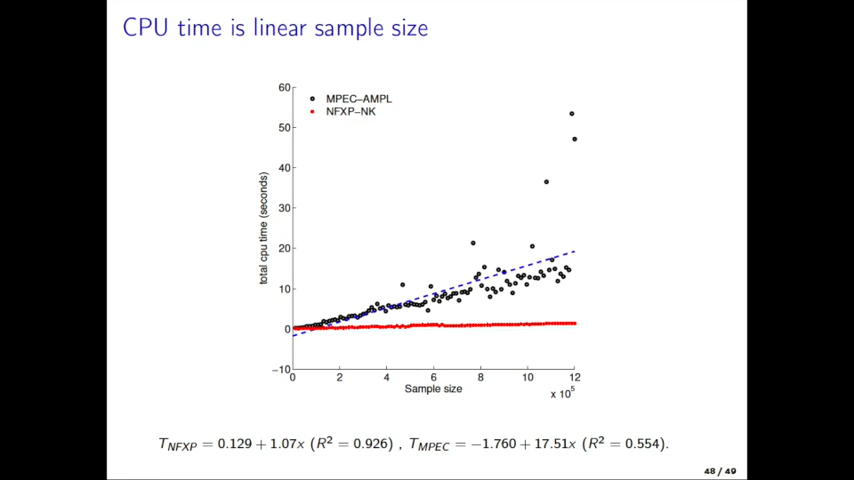 CPU time is linear sample size
60
MPEC–AMPL
NFXP–NK
50
40
30
20
10
0
−10
total cpu time (seconds)
0 2 4 6 8 10 12
Sample size
x 10^5
T_NFXP = 0.129 + 1.07x (R^2 = 0.926) , T_MPEC = −1.760 + 17.51x (R^2 = 0.554).
48 / 49